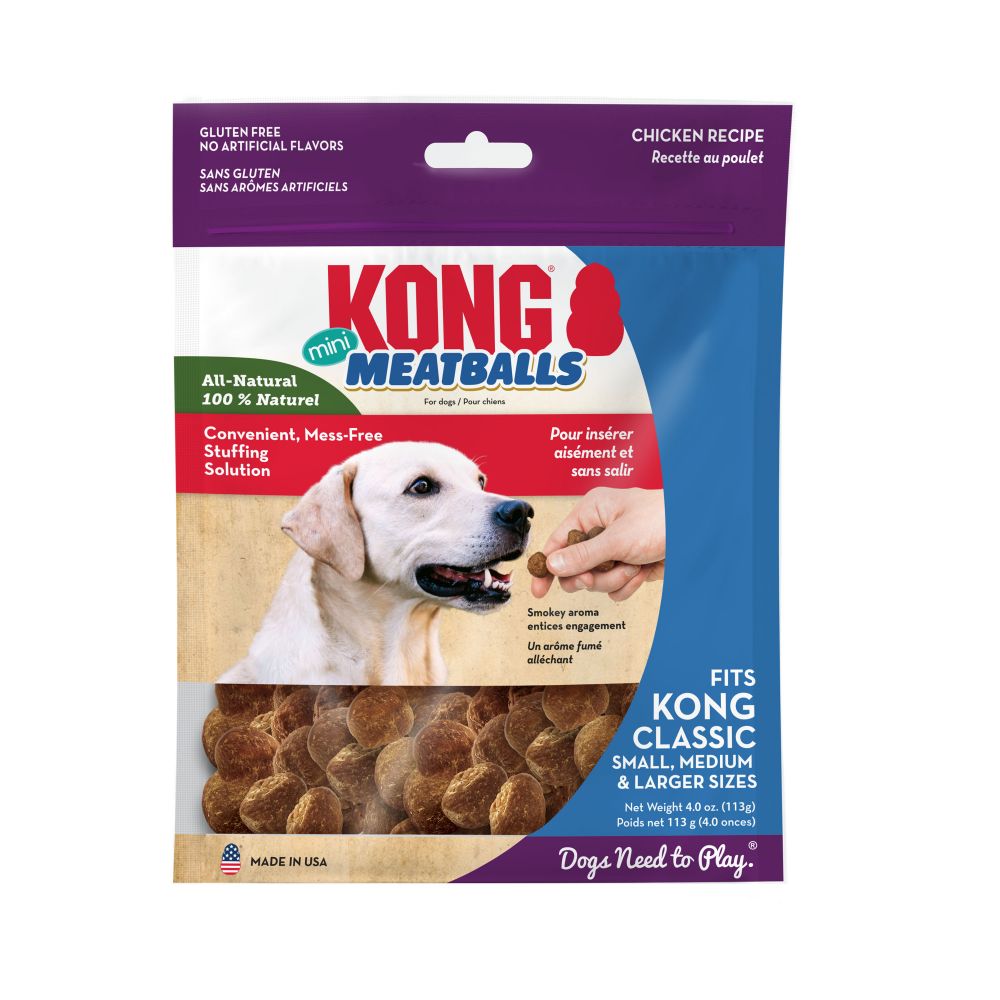 GLUTEN FREE
NO ARTIFICIAL FLAVORS
SANS GLUTEN
SANS ARÔMES ARTIFICIELS
CHICKEN RECIPE
Recette au poulet
KONG®
mini
MEATBALLS
For dogs / Pour chiens
All-Natural
100 % Naturel
Convenient, Mess-Free
Stuffing
Solution
Pour insérer
aisément et
sans salir
Smokey aroma
entices engagement
Un arôme fumé
alléchant
FITS
KONG
CLASSIC
SMALL, MEDIUM
& LARGER SIZES
Net Weight 4.0 oz. (113g)
Poids net 113 g (4.0 onces)
MADE IN USA
Dogs Need to Play.®